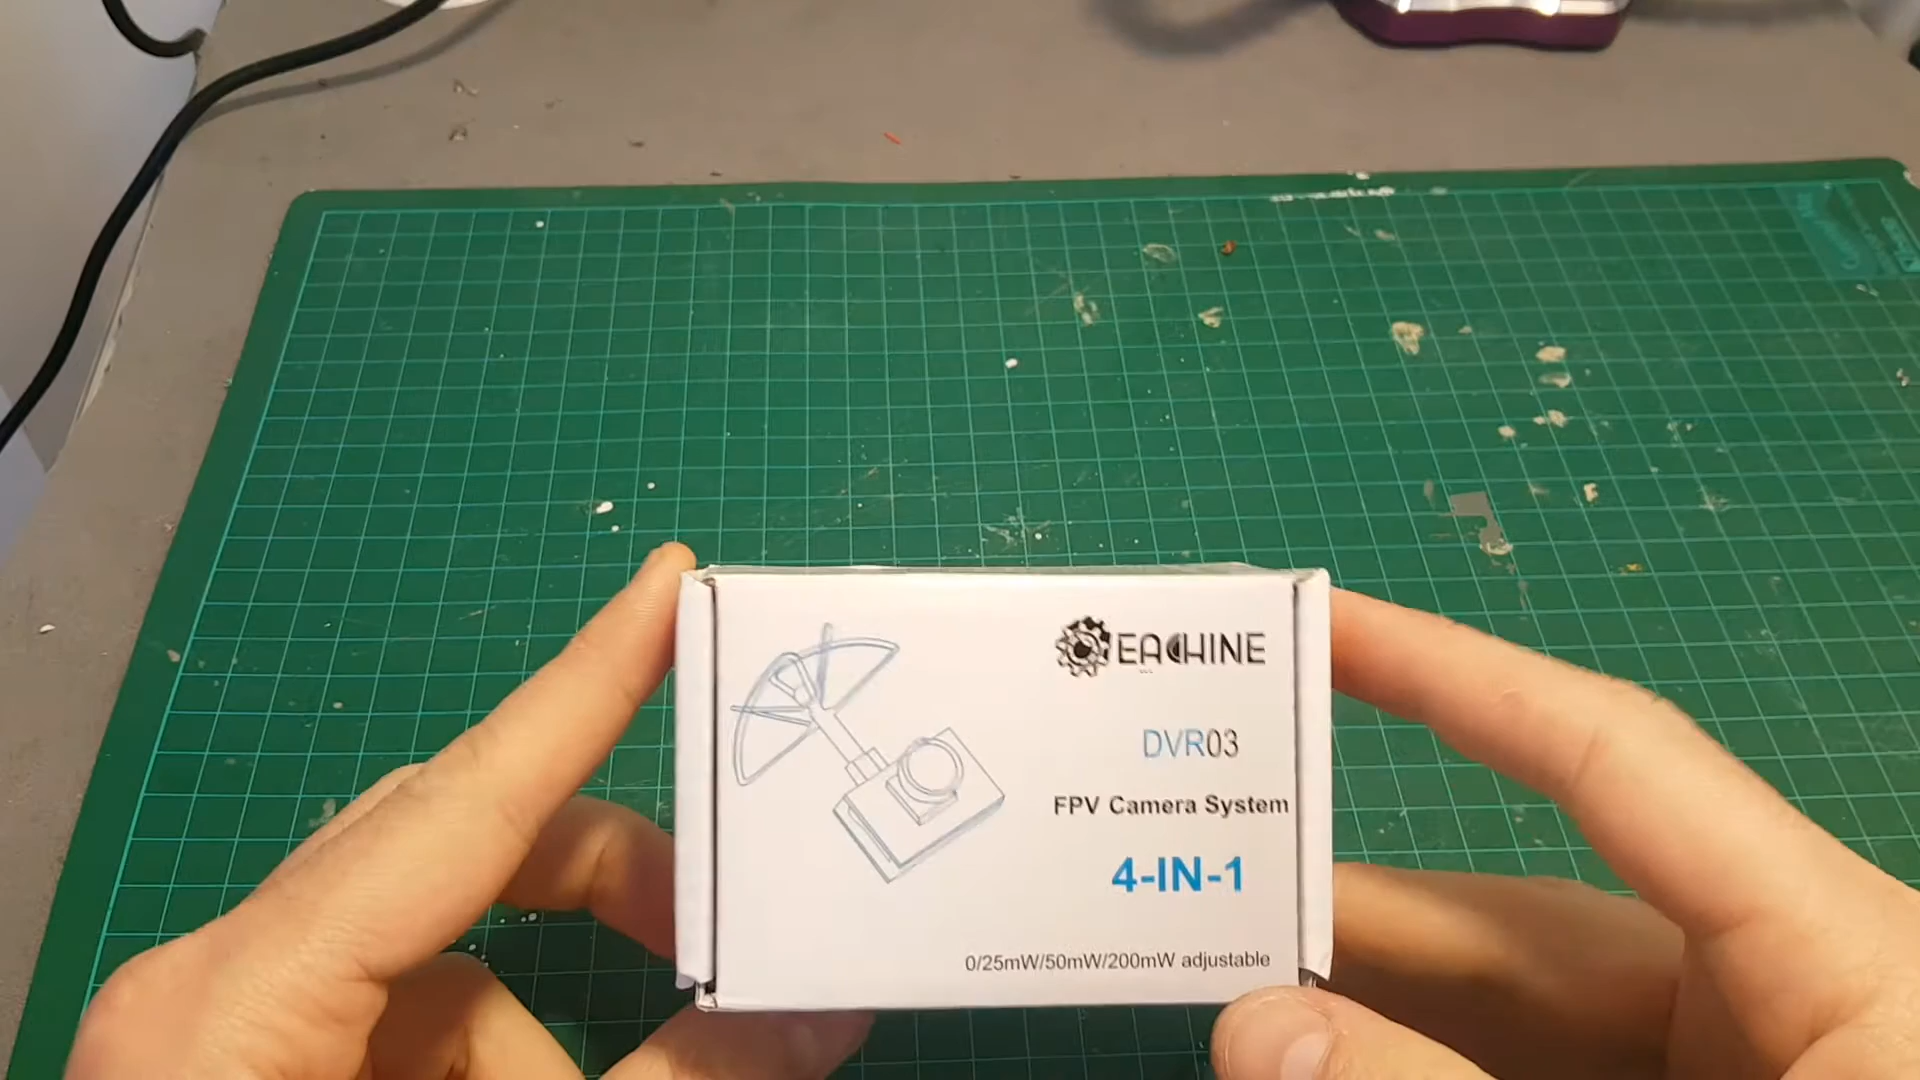 EACHINE
DVR03
FPV Camera System
4-IN-1
0/25mW/50mW/200mW adjustable